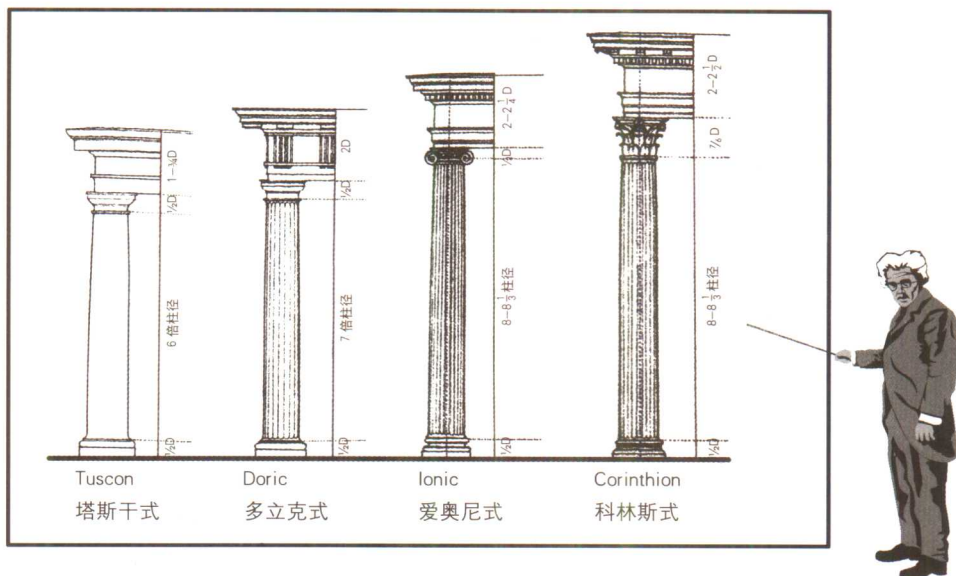 1—¾D
½D
6 倍柱径
½D
2D
½D
7 倍柱径
½D
2—2¼D
½D
8—8⅓柱径
½D
2—2½D
⅞D
8—8⅓柱径
½D
Tuscon
Doric
Ionic
Corinthion
塔斯干式
多立克式
爱奥尼式
科林斯式